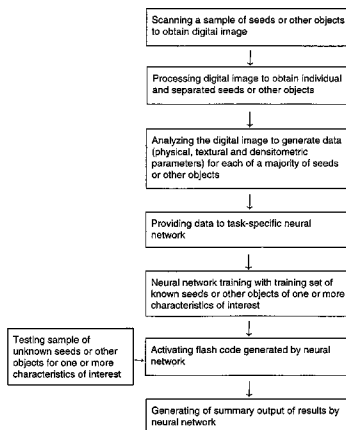 Scanning a sample of seeds or other objects
to obtain digital image
Processing digital image to obtain individual
and separated seeds or other objects
Analyzing the digital image to generate data
(physical, textural and densitometric
parameters) for each of a majority of seeds
or other objects
Providing data to task-specific neural
network
Neural network training with training set of
known seeds or other objects of one or more
characteristics of interest
Testing sample of
unknown seeds or other
objects for one or more
characteristics of interest
Activating flash code generated by neural
network
Generating of summary output of results by
neural network